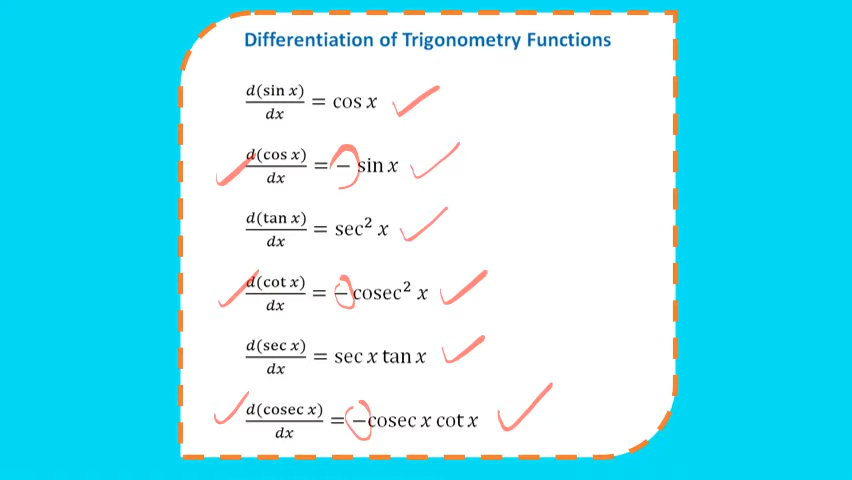 Differentiation of Trigonometry Functions
d(sin x)/dx = cos x
d(cos x)/dx = −sin x
d(tan x)/dx = sec² x
d(cot x)/dx = −cosec² x
d(sec x)/dx = sec x tan x
d(cosec x)/dx = −cosec x cot x